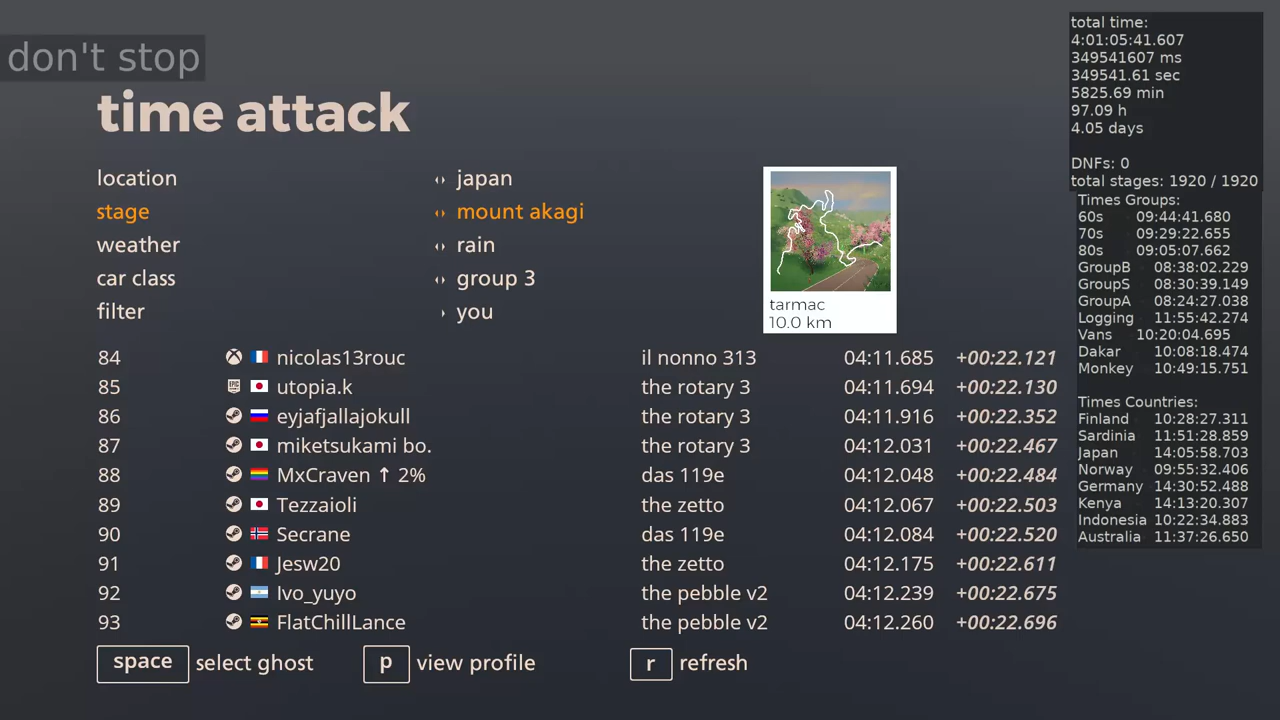 don't stop
time attack
location japan
stage mount akagi
weather rain
car class group 3
filter you
tarmac
10.0 km
84 nicolas13rouc il nonno 313 04:11.685 +00:22.121
85 utopia.k the rotary 3 04:11.694 +00:22.130
86 eyjafjallajokull the rotary 3 04:11.916 +00:22.352
87 miketsukami bo. the rotary 3 04:12.031 +00:22.467
88 MxCraven ↑ 2% das 119e 04:12.048 +00:22.484
89 Tezzaioli the zetto 04:12.067 +00:22.503
90 Secrane das 119e 04:12.084 +00:22.520
91 Jesw20 the zetto 04:12.175 +00:22.611
92 Ivo_yuyo the pebble v2 04:12.239 +00:22.675
93 FlatChillLance the pebble v2 04:12.260 +00:22.696
space select ghost p view profile r refresh
total time:
4:01:05:41.607
349541607 ms
349541.61 sec
5825.69 min
97.09 h
4.05 days
DNFs: 0
total stages: 1920 / 1920
Times Groups:
60s 09:44:41.680
70s 09:29:22.655
80s 09:05:07.662
GroupB 08:38:02.229
GroupS 08:30:39.149
GroupA 08:24:27.038
Logging 11:55:42.274
Vans 10:20:04.695
Dakar 10:08:18.474
Monkey 10:49:15.751
Times Countries:
Finland 10:28:27.311
Sardinia 11:51:28.859
Japan 14:05:58.703
Norway 09:55:32.406
Germany 14:30:52.488
Kenya 14:13:20.307
Indonesia 10:22:34.883
Australia 11:37:26.650